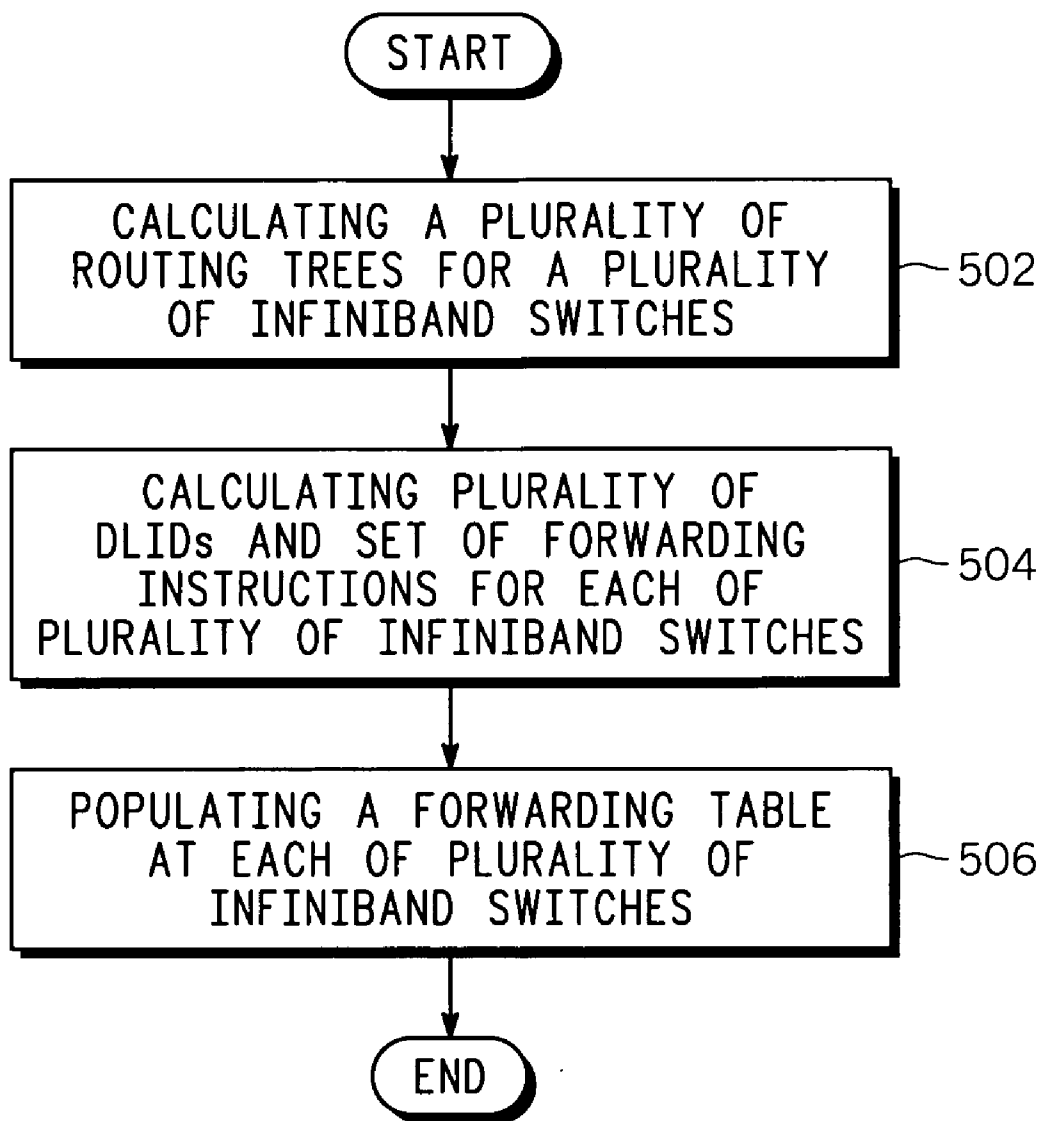 START
CALCULATING A PLURALITY OF
ROUTING TREES FOR A PLURALITY
OF INFINIBAND SWITCHES
502
CALCULATING PLURALITY OF
DLIDs AND SET OF FORWARDING
INSTRUCTIONS FOR EACH OF
PLURALITY OF INFINIBAND SWITCHES
504
POPULATING A FORWARDING TABLE
AT EACH OF PLURALITY OF
INFINIBAND SWITCHES
506
END